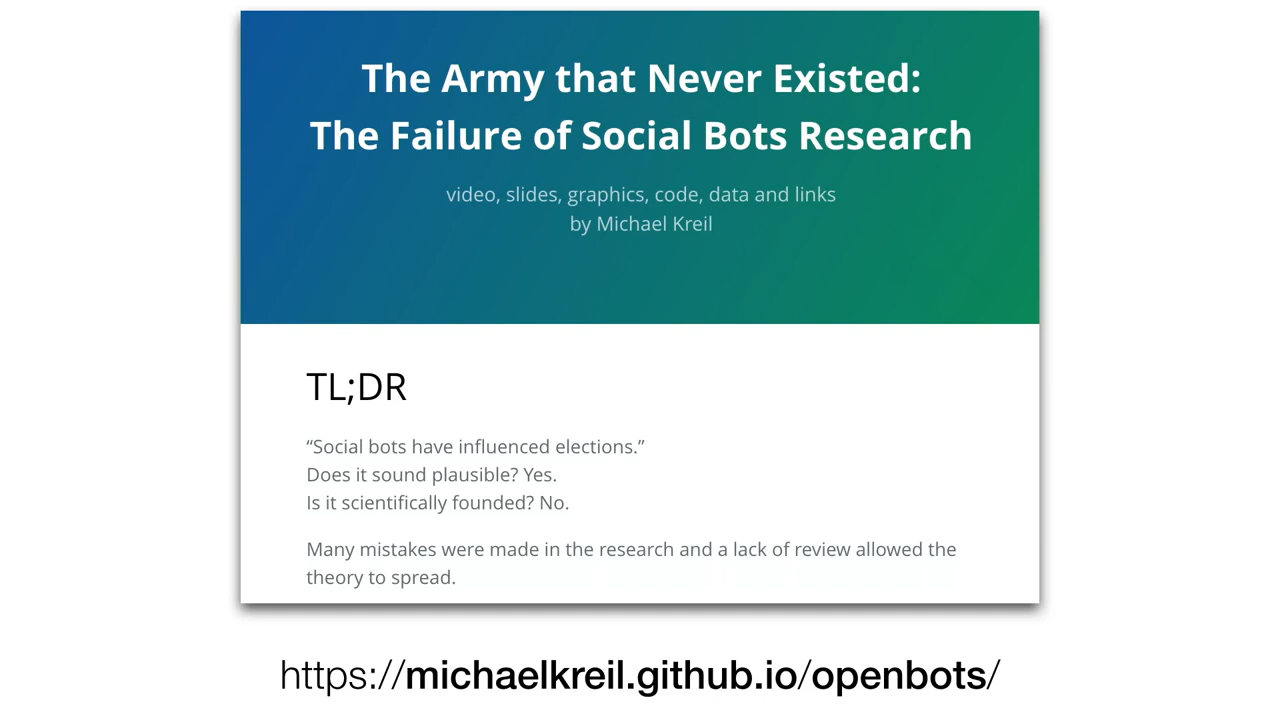 The Army that Never Existed:
The Failure of Social Bots Research
video, slides, graphics, code, data and links
by Michael Kreil
TL;DR
“Social bots have influenced elections.”
Does it sound plausible? Yes.
Is it scientifically founded? No.
Many mistakes were made in the research and a lack of review allowed the
theory to spread.
https://michaelkreil.github.io/openbots/